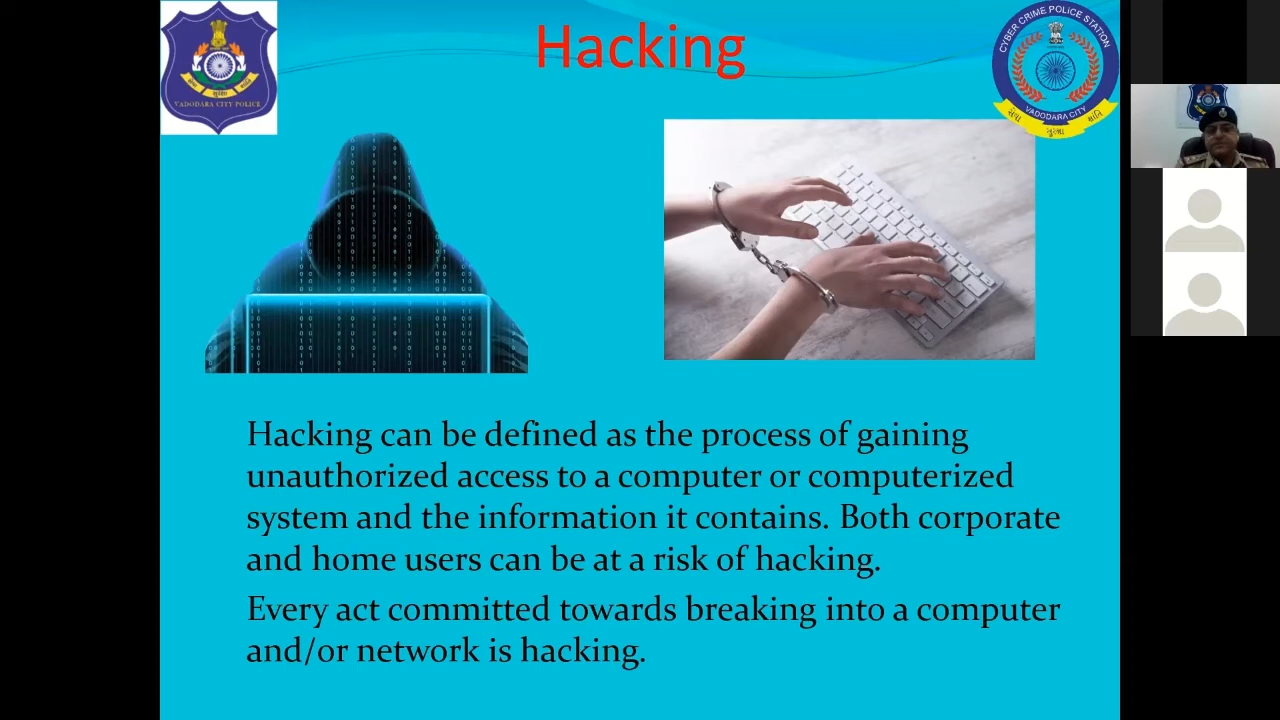 Hacking
VADODARA CITY POLICE
CYBER CRIME POLICE STATION
VADODARA CITY
સેવા
સુરક્ષા
શાંતિ
Hacking can be defined as the process of gaining
unauthorized access to a computer or computerized
system and the information it contains. Both corporate
and home users can be at a risk of hacking.
Every act committed towards breaking into a computer
and/or network is hacking.